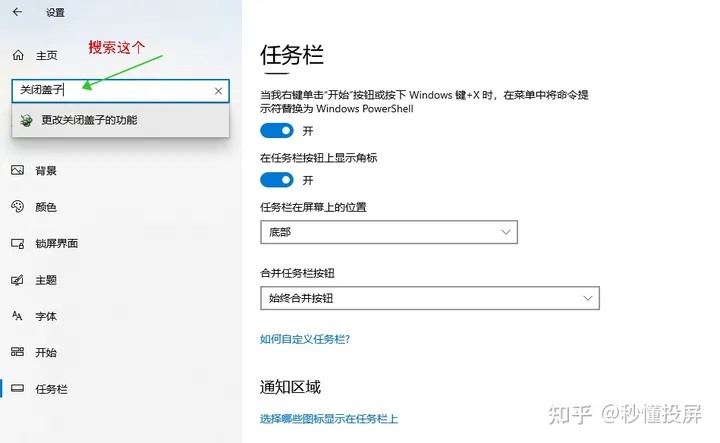 设置
主页
搜索这个
关闭盖子
更改关闭盖子的功能
背景
颜色
锁屏界面
主题
字体
开始
任务栏
任务栏
当我右键单击"开始"按钮或按下 Windows 键+X 时，在菜单中将命令提
示符替换为 Windows PowerShell
开
在任务栏按钮上显示角标
开
任务栏在屏幕上的位置
底部
合并任务栏按钮
始终合并按钮
如何自定义任务栏?
通知区域
选择哪些图标显示在任务栏上
知乎 @秒懂投屏